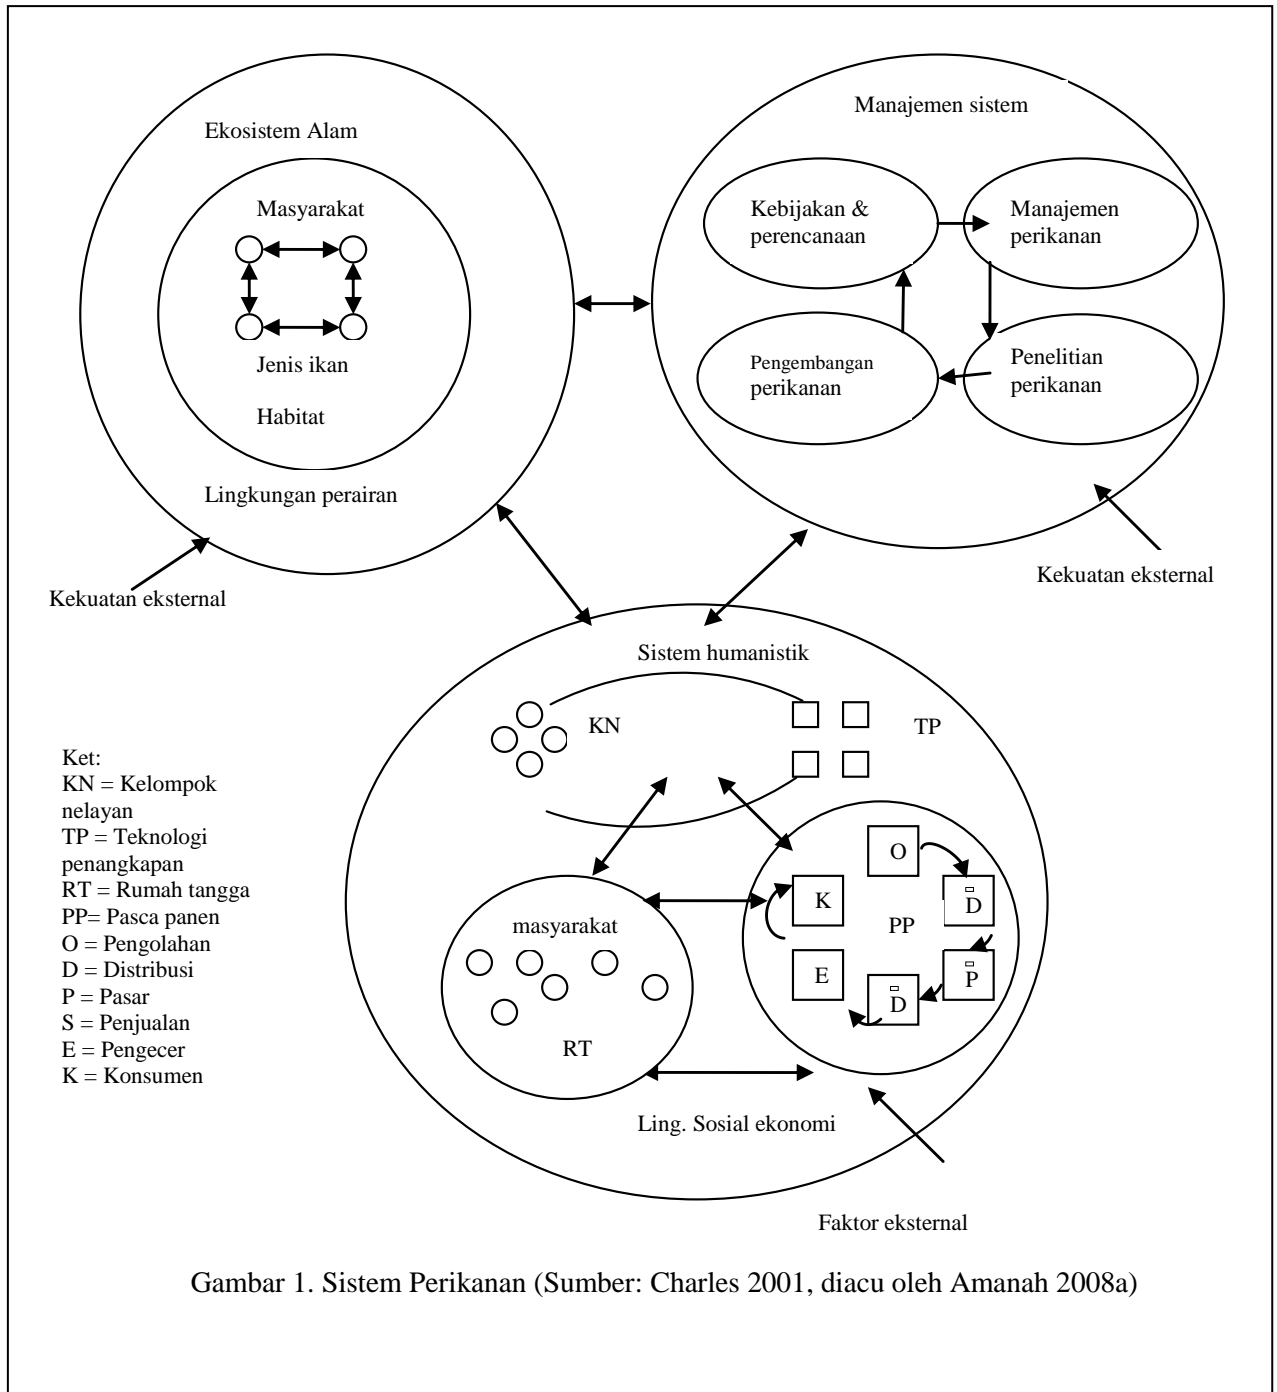 Ekosistem Alam
Masyarakat
Jenis ikan
Habitat
Lingkungan perairan
Kekuatan eksternal
Manajemen sistem
Kebijakan &
perencanaan
Manajemen
perikanan
Pengembangan
perikanan
Penelitian
perikanan
Kekuatan eksternal
Sistem humanistik
KN
TP
Ket:
KN = Kelompok
nelayan
TP = Teknologi
penangkapan
RT = Rumah tangga
PP= Pasca panen
O = Pengolahan
D = Distribusi
P = Pasar
S = Penjualan
E = Pengecer
K = Konsumen
masyarakat
RT
O
K
D
PP
E
P
D
Ling. Sosial ekonomi
Faktor eksternal
Gambar 1. Sistem Perikanan (Sumber: Charles 2001, diacu oleh Amanah 2008a)